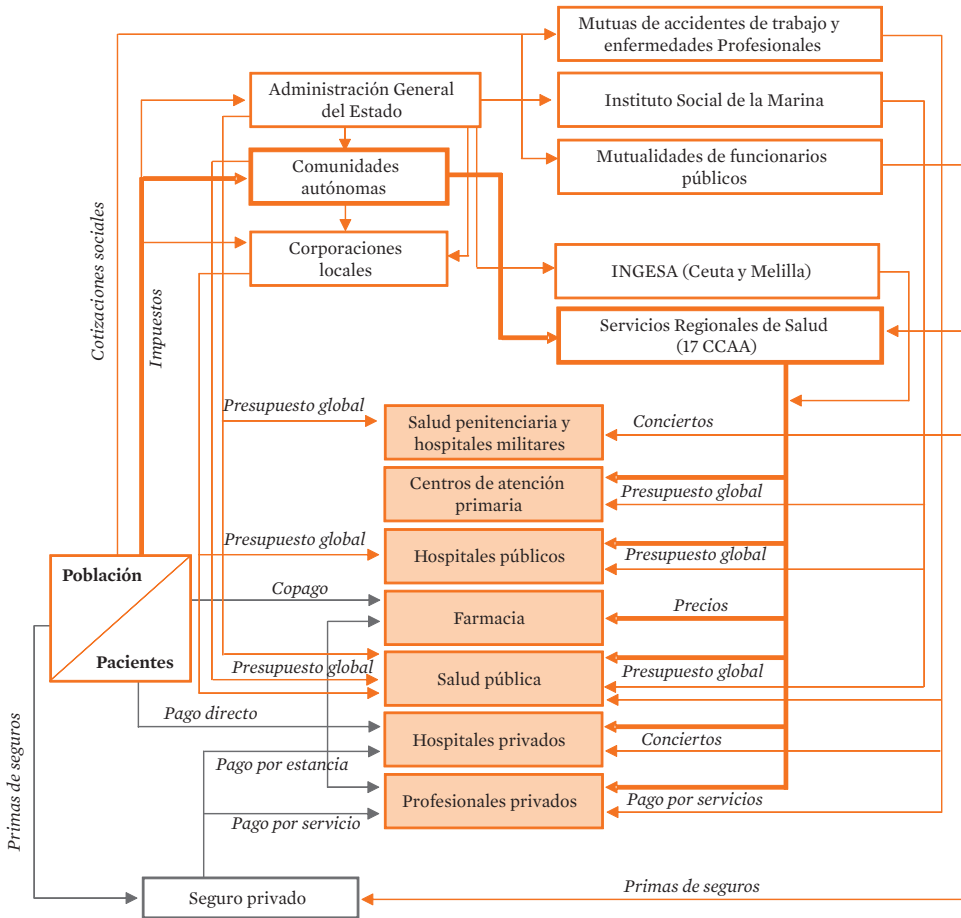 Mutuas de accidentes de trabajo y
enfermedades Profesionales
Administración General
del Estado
Instituto Social de la Marina
Comunidades
autónomas
Mutualidades de funcionarios
públicos
Corporaciones
locales
INGESA (Ceuta y Melilla)
Cotizaciones sociales
Impuestos
Servicios Regionales de Salud
(17 CCAA)
Presupuesto global
Salud penitenciaria y
hospitales militares
Conciertos
Centros de atención
primaria
Presupuesto global
Presupuesto global
Hospitales públicos
Presupuesto global
Población
Pacientes
Copago
Farmacia
Precios
Presupuesto global
Salud pública
Presupuesto global
Pago directo
Hospitales privados
Conciertos
Pago por estancia
Profesionales privados
Pago por servicios
Pago por servicio
Primas de seguros
Seguro privado
Primas de seguros